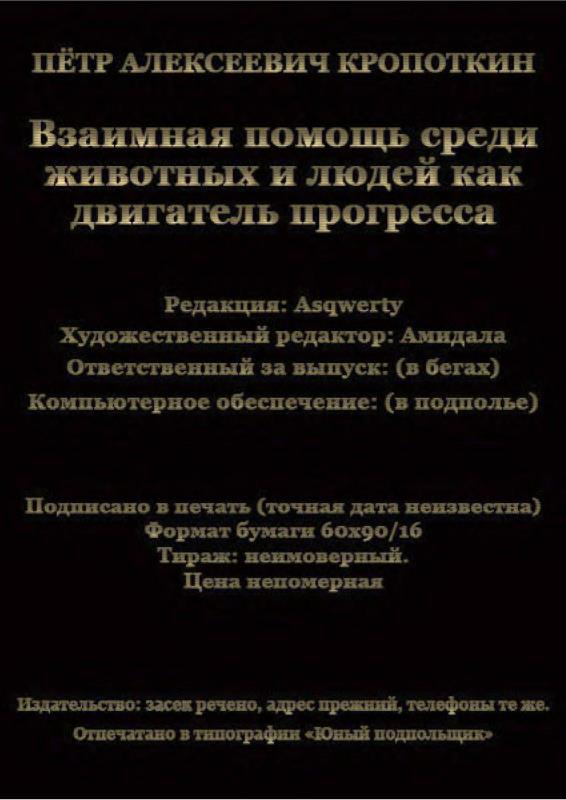 ПЁТР АЛЕКСЕЕВИЧ КРОПОТКИН
Взаимная помощь среди
животных и людей как
двигатель прогресса
Редакция: Asqwerty
Художественный редактор: Амидала
Ответственный за выпуск: (в бегах)
Компьютерное обеспечение: (в подполье)
Подписано в печать (точная дата неизвестна)
Формат бумаги 60х90/16
Тираж: неимоверный.
Цена непомерная
Издательство: засек речено, адрес прежний, телефоны те же.
Отпечатано в типографии «Юный подпольщик»